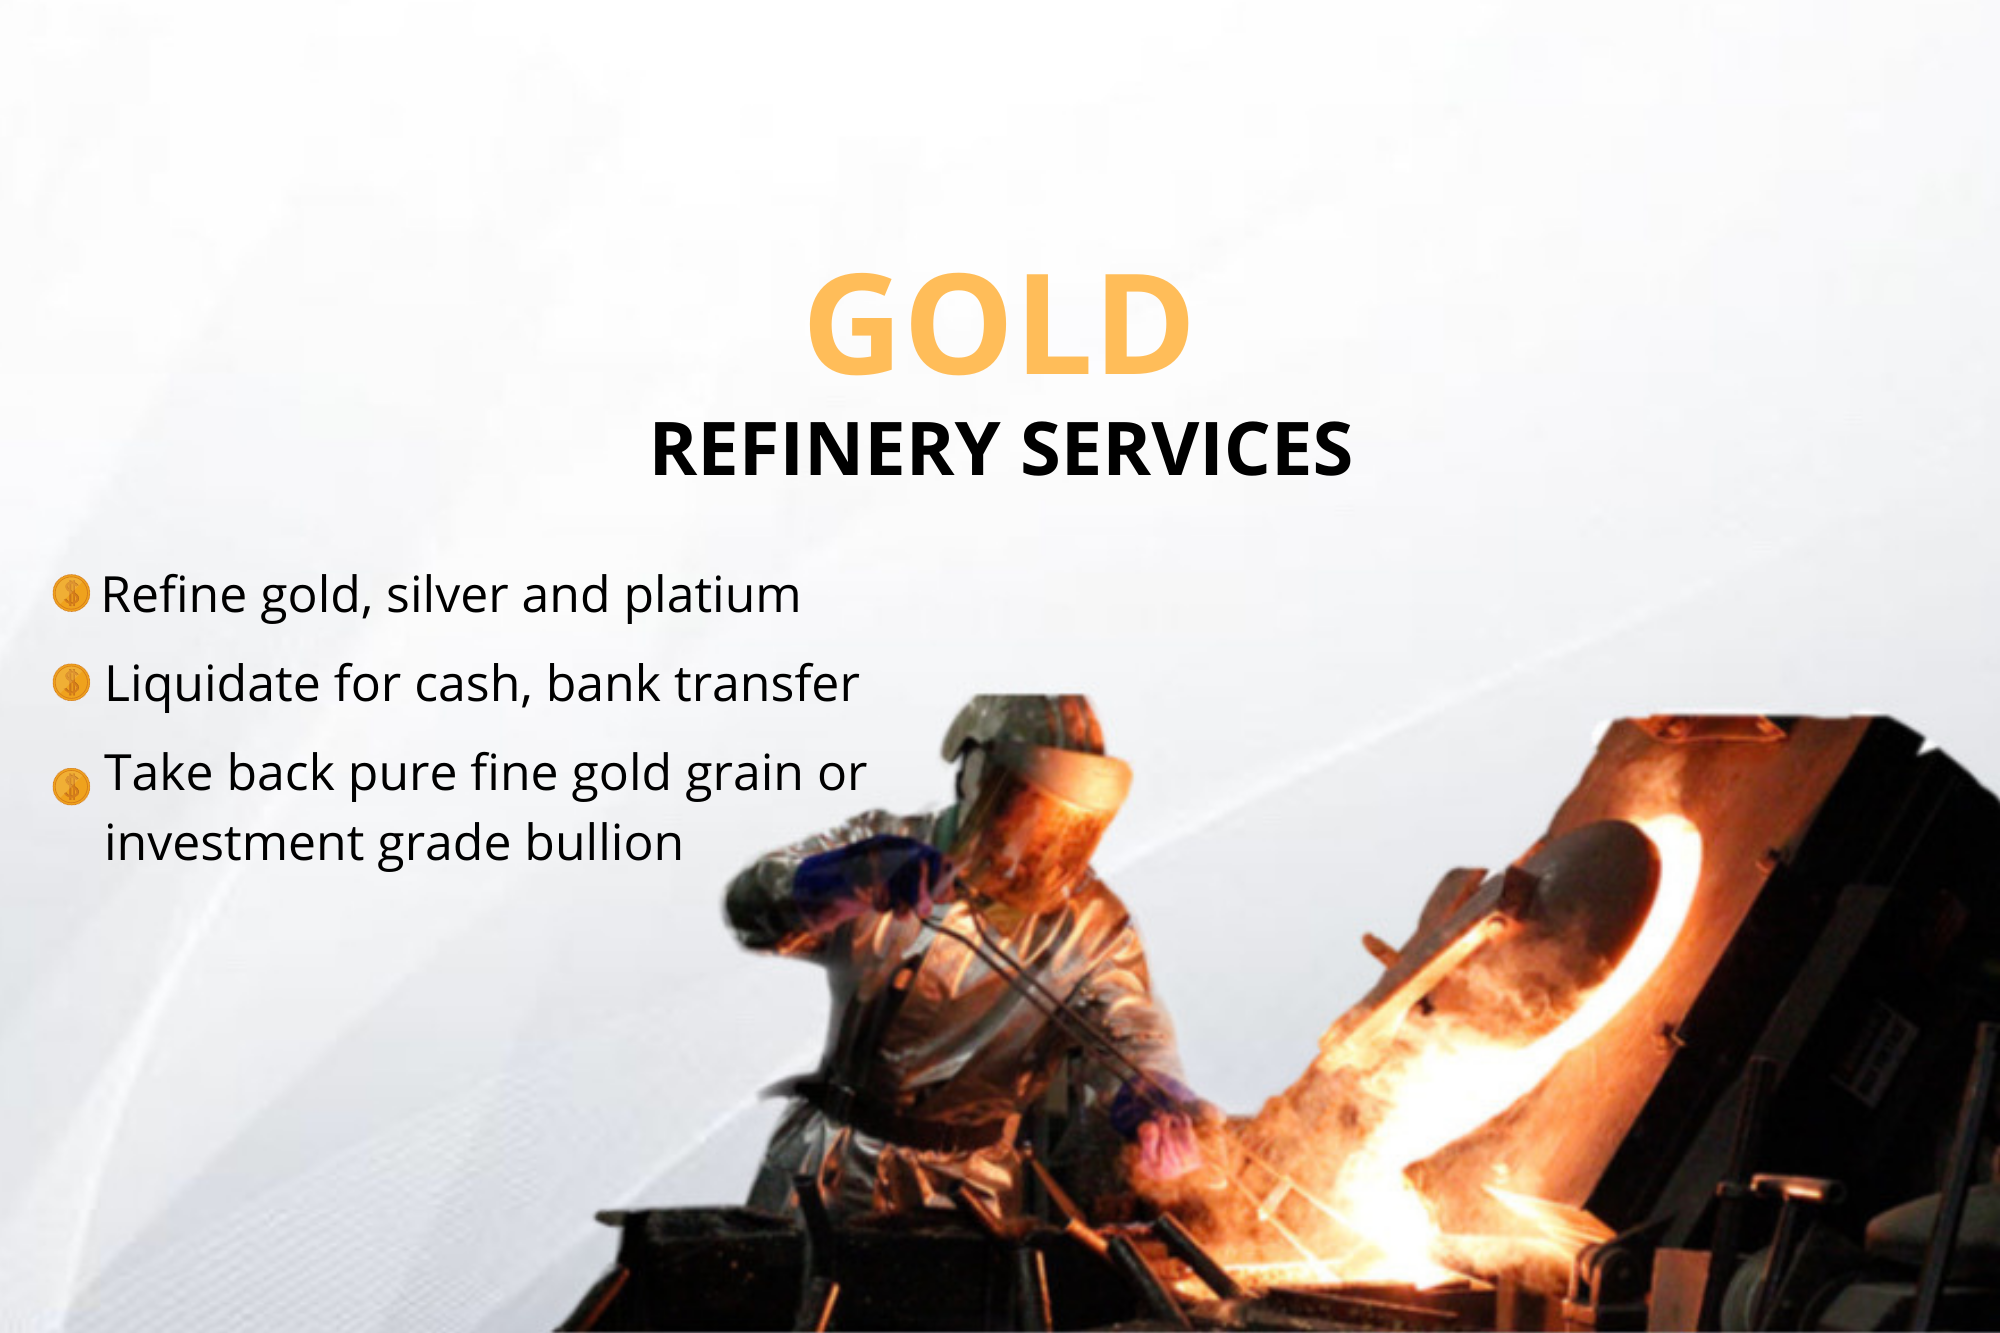 GOLD
REFINERY SERVICES
Refine gold, silver and platium
Liquidate for cash, bank transfer
Take back pure fine gold grain or
investment grade bullion